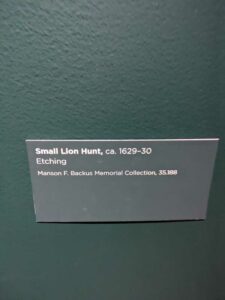 Small Lion Hunt, ca. 1629–30
Etching
Manson F. Backus Memorial Collection, 35.188